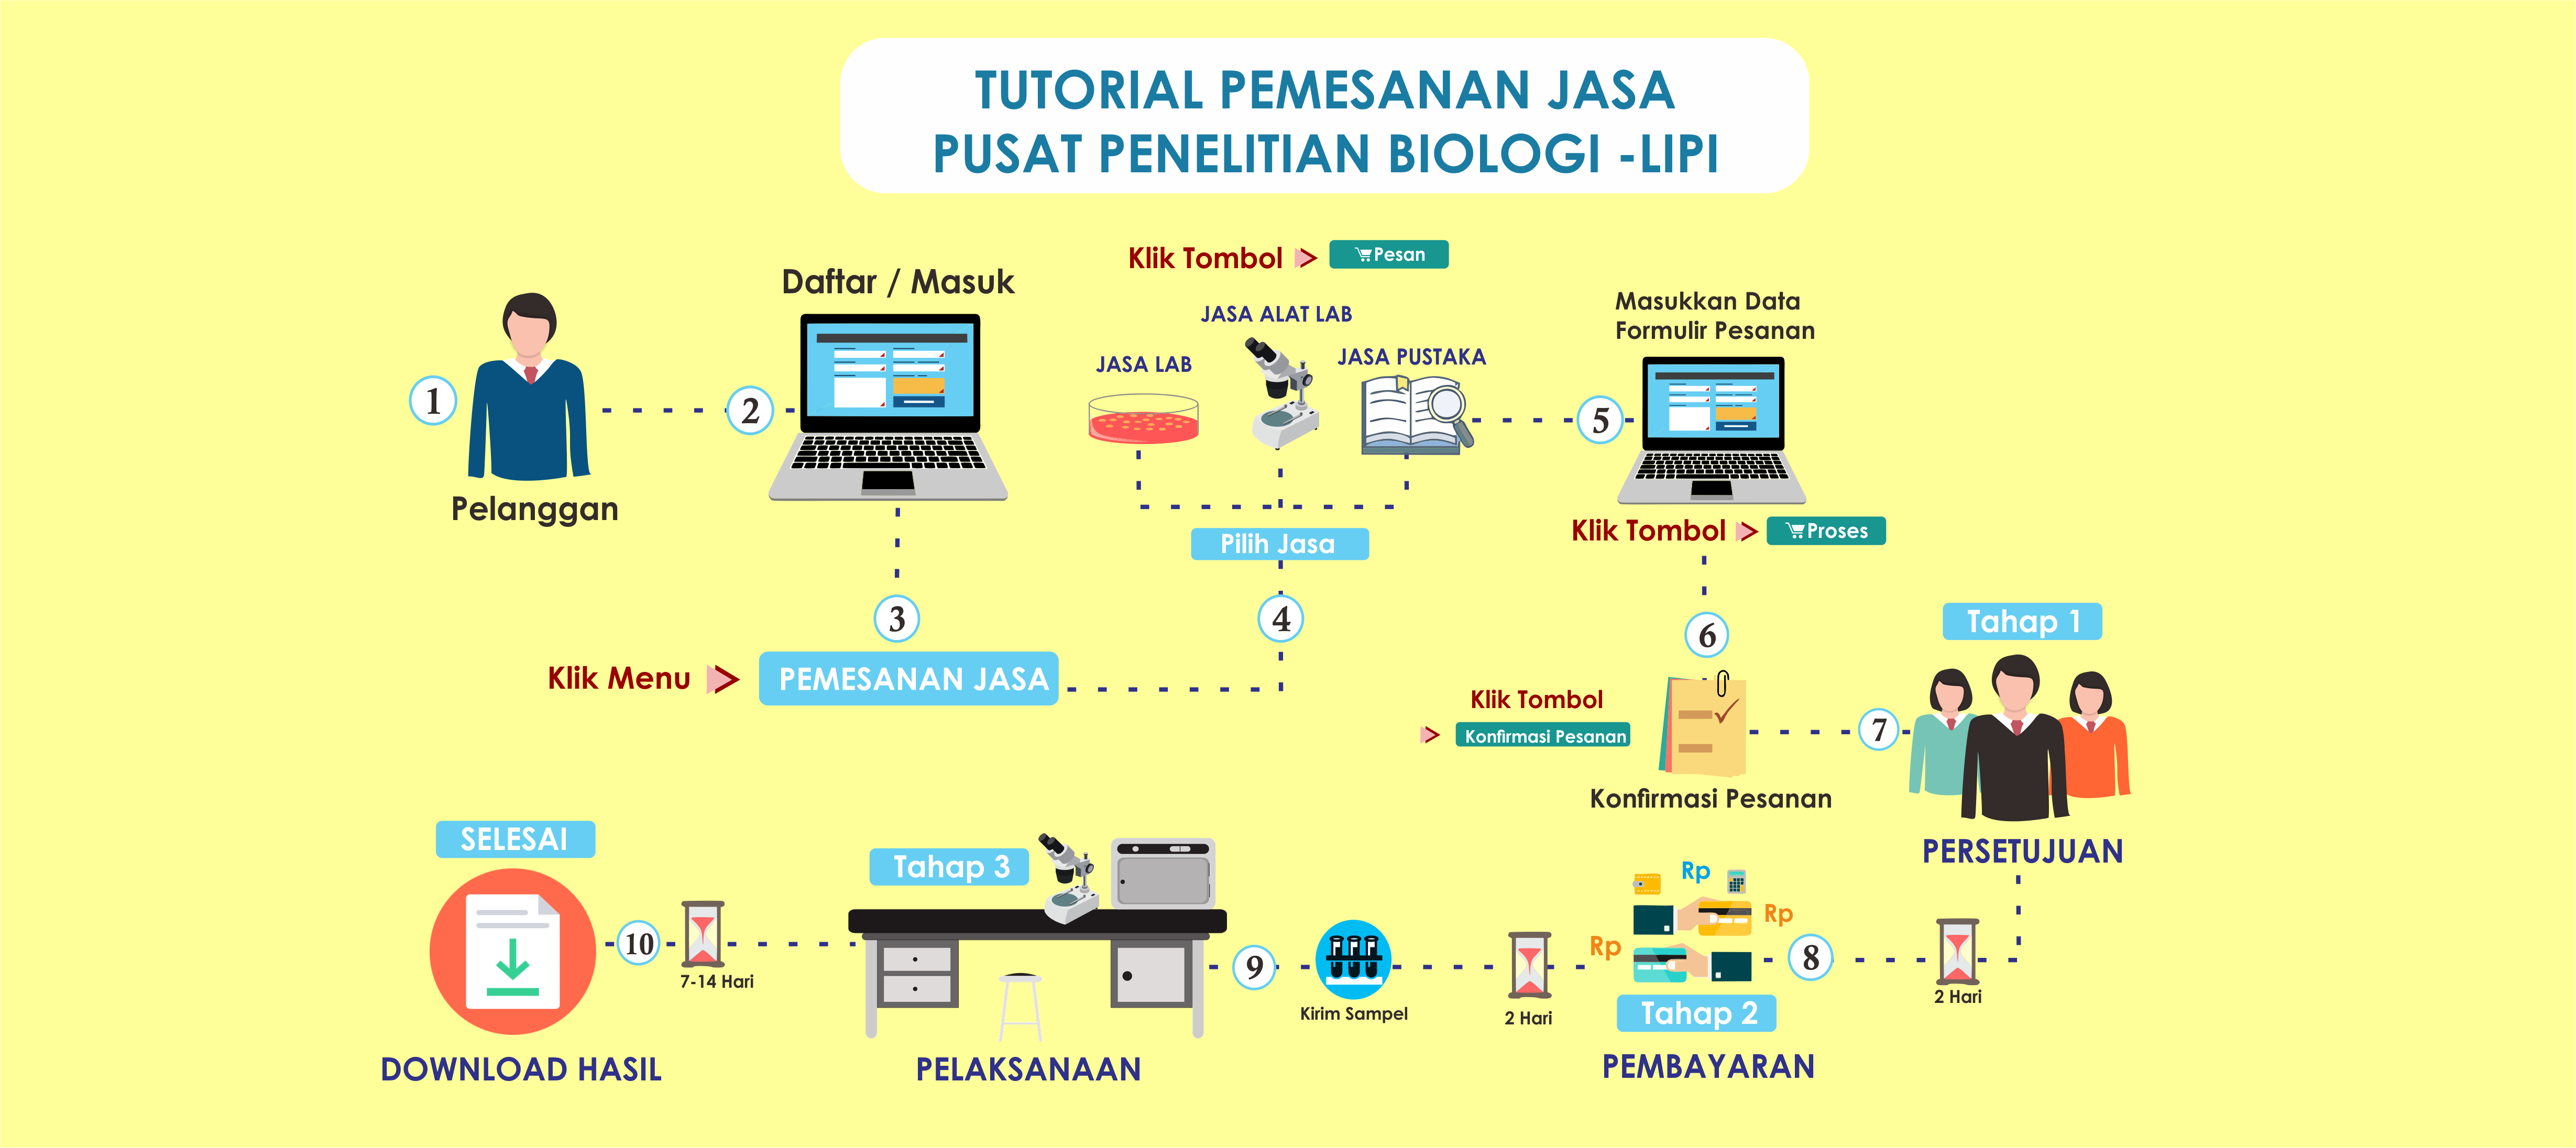 TUTORIAL PEMESANAN JASA
PUSAT PENELITIAN BIOLOGI -LIPI
1
Pelanggan
2
Daftar / Masuk
3
Klik Menu
PEMESANAN JASA
4
Pilih Jasa
Klik Tombol
Pesan
JASA LAB
JASA ALAT LAB
JASA PUSTAKA
5
Masukkan Data
Formulir Pesanan
Klik Tombol
Proses
6
Klik Tombol
Konfirmasi Pesanan
Konfirmasi Pesanan
7
Tahap 1
PERSETUJUAN
2 Hari
8
Rp
Rp
Rp
Tahap 2
PEMBAYARAN
2 Hari
Kirim Sampel
9
Tahap 3
PELAKSANAAN
7-14 Hari
10
SELESAI
DOWNLOAD HASIL